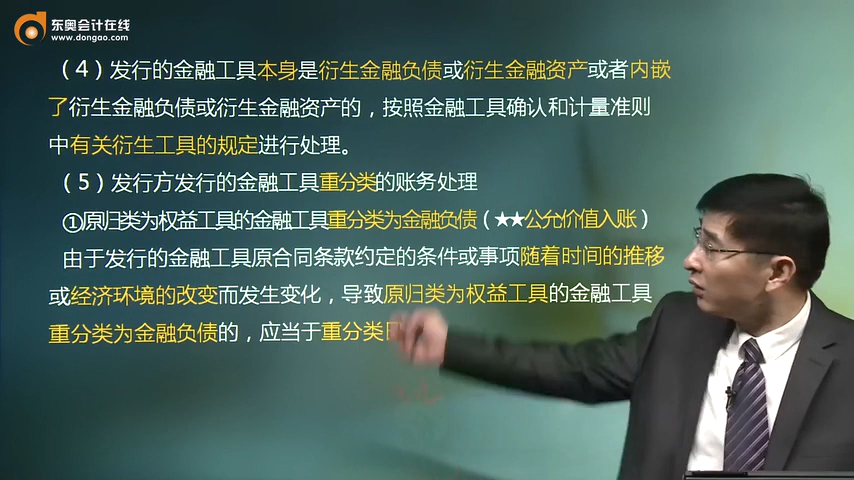 东奥会计在线
www.dongao.com
（4）发行的金融工具本身是衍生金融负债或衍生金融资产或者内嵌
了衍生金融负债或衍生金融资产的，按照金融工具确认和计量准则
中有关衍生工具的规定进行处理。
（5）发行方发行的金融工具重分类的账务处理
①原归类为权益工具的金融工具重分类为金融负债（★★公允价值入账）
由于发行的金融工具原合同条款约定的条件或事项随着时间的推移
或经济环境的改变而发生变化，导致原归类为权益工具的金融工具
重分类为金融负债的，应当于重分类日